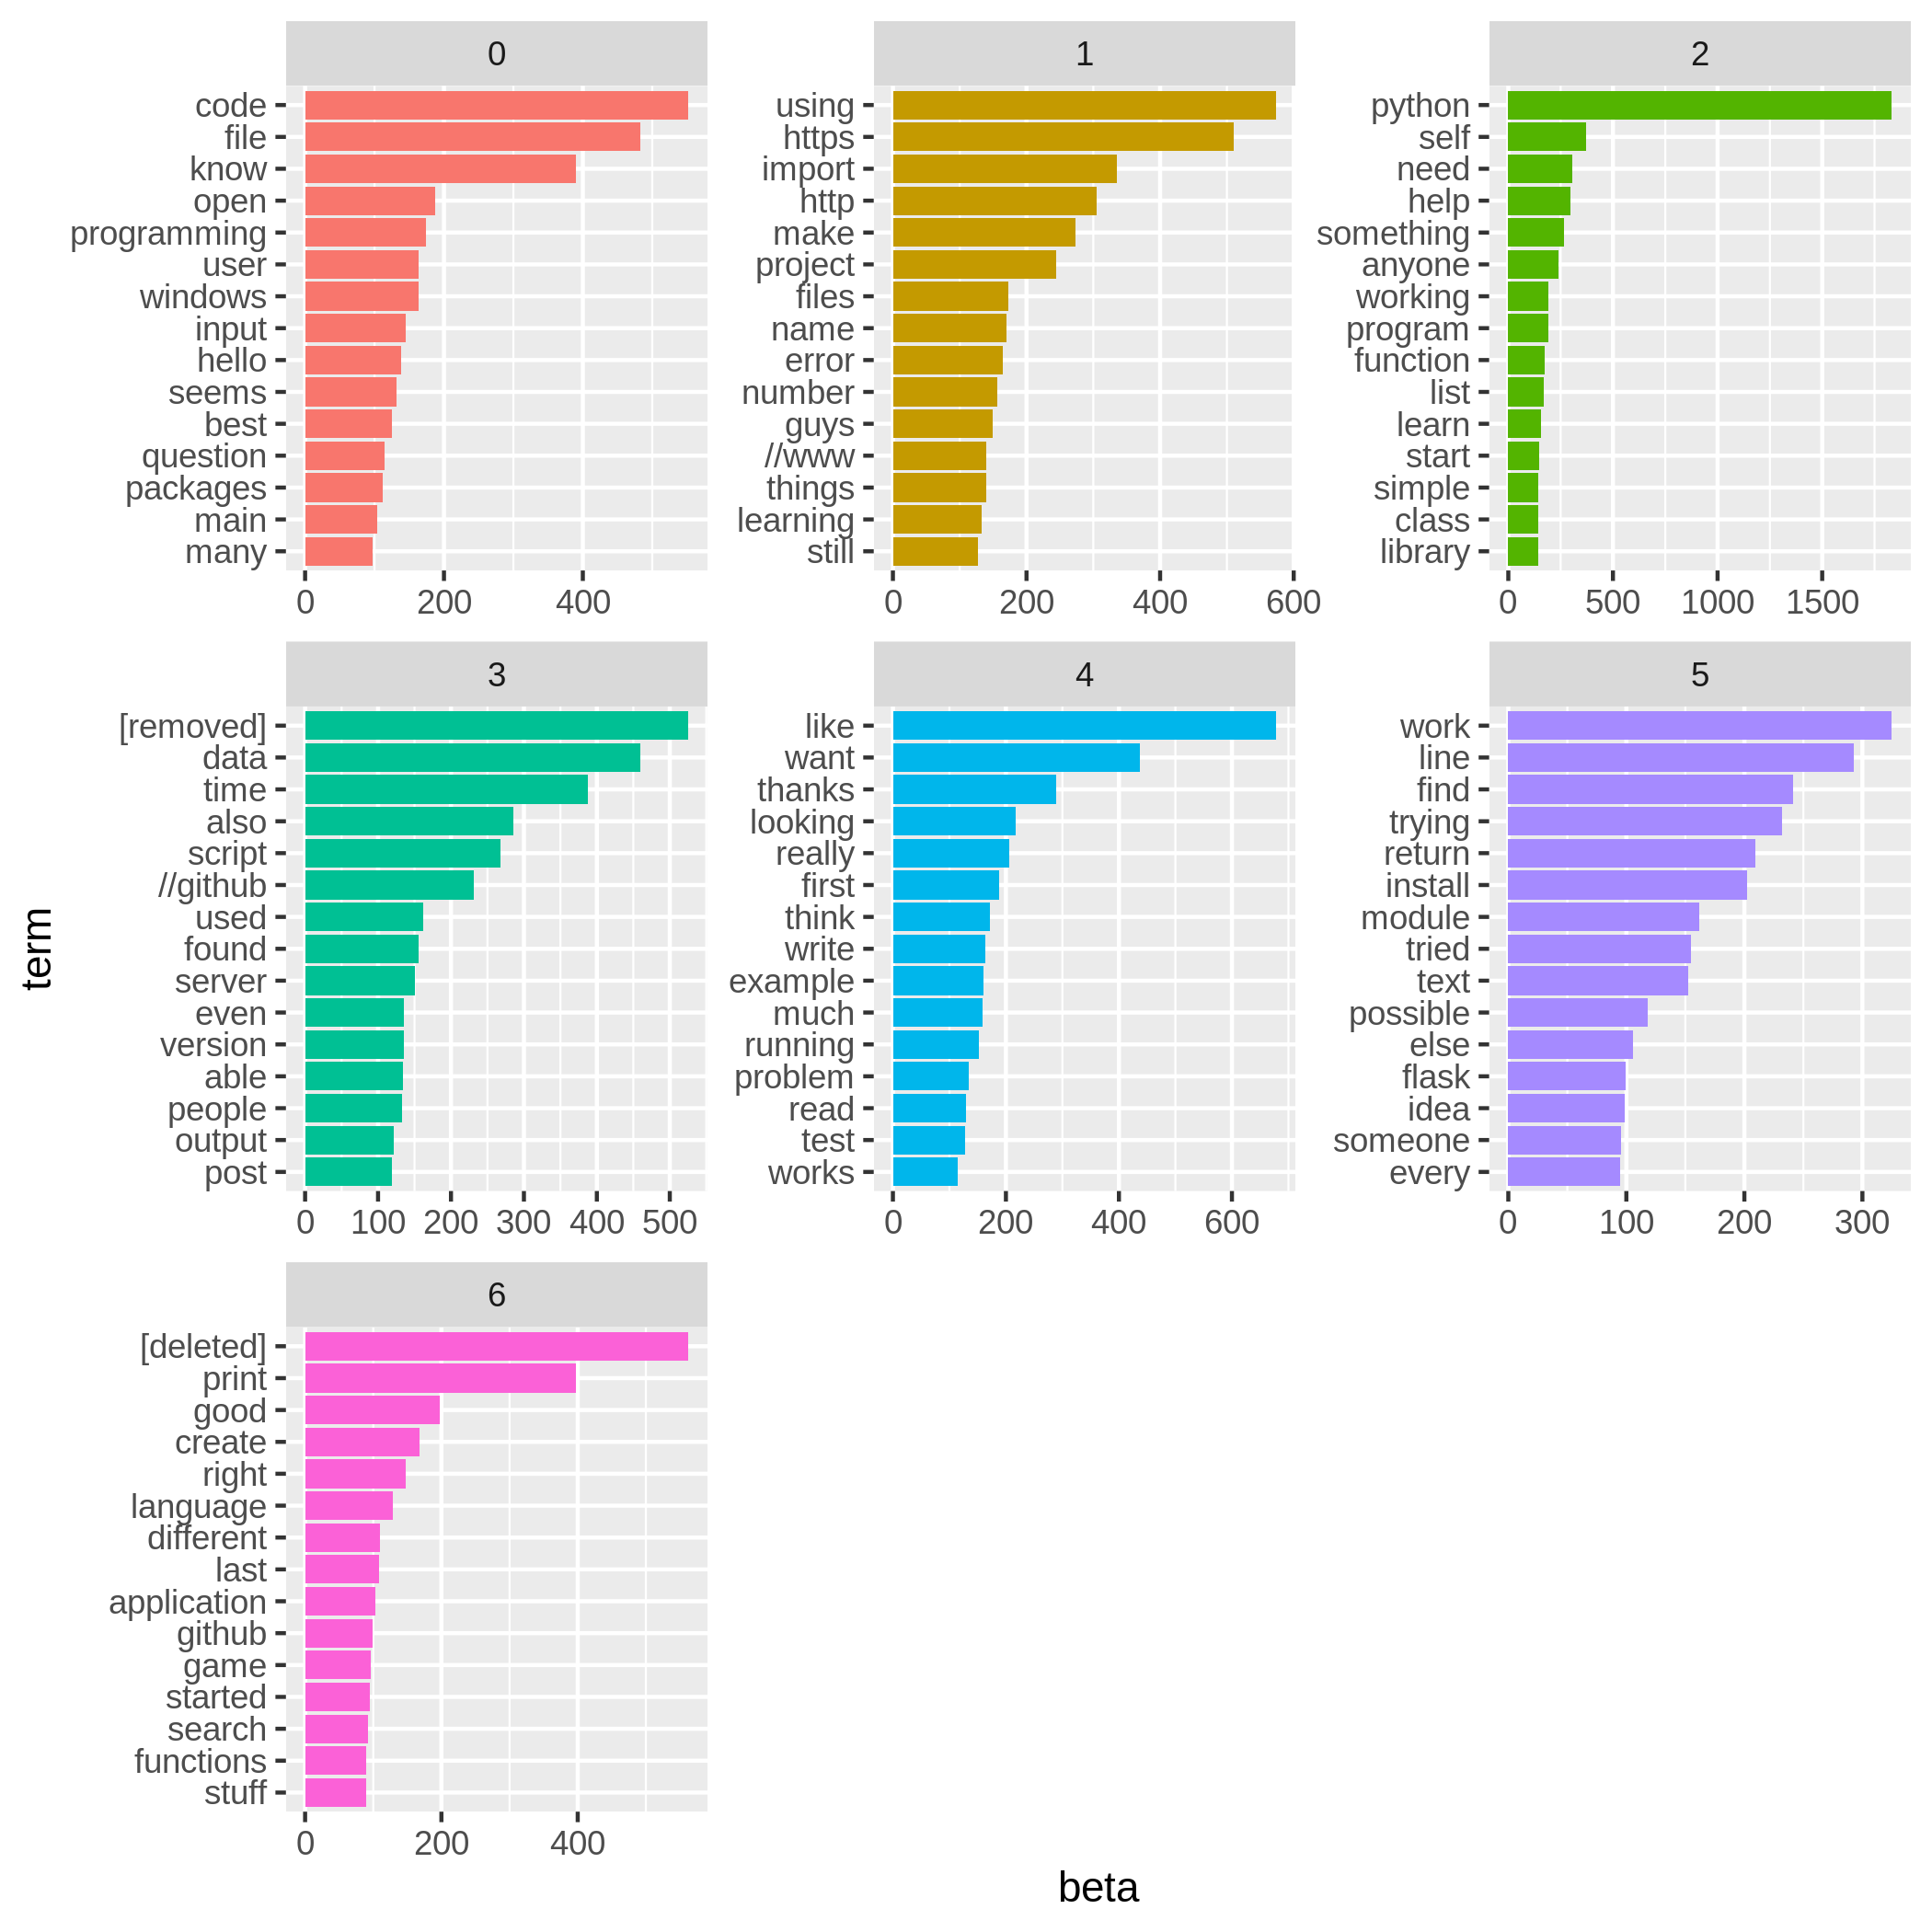 0
code
file
know
open
programming
user
windows
input
hello
seems
best
question
packages
main
many
0 200 400
1
using
https
import
http
make
project
files
name
error
number
guys
//www
things
learning
still
0 200 400 600
2
python
self
need
help
something
anyone
working
program
function
list
learn
start
simple
class
library
0 500 1000 1500
3
[removed]
data
time
also
script
//github
used
found
server
even
version
able
people
output
post
0 100 200 300 400 500
4
like
want
thanks
looking
really
first
think
write
example
much
running
problem
read
test
works
0 200 400 600
5
work
line
find
trying
return
install
module
tried
text
possible
else
flask
idea
someone
every
0 100 200 300
6
[deleted]
print
good
create
right
language
different
last
application
github
game
started
search
functions
stuff
0 200 400
term
beta